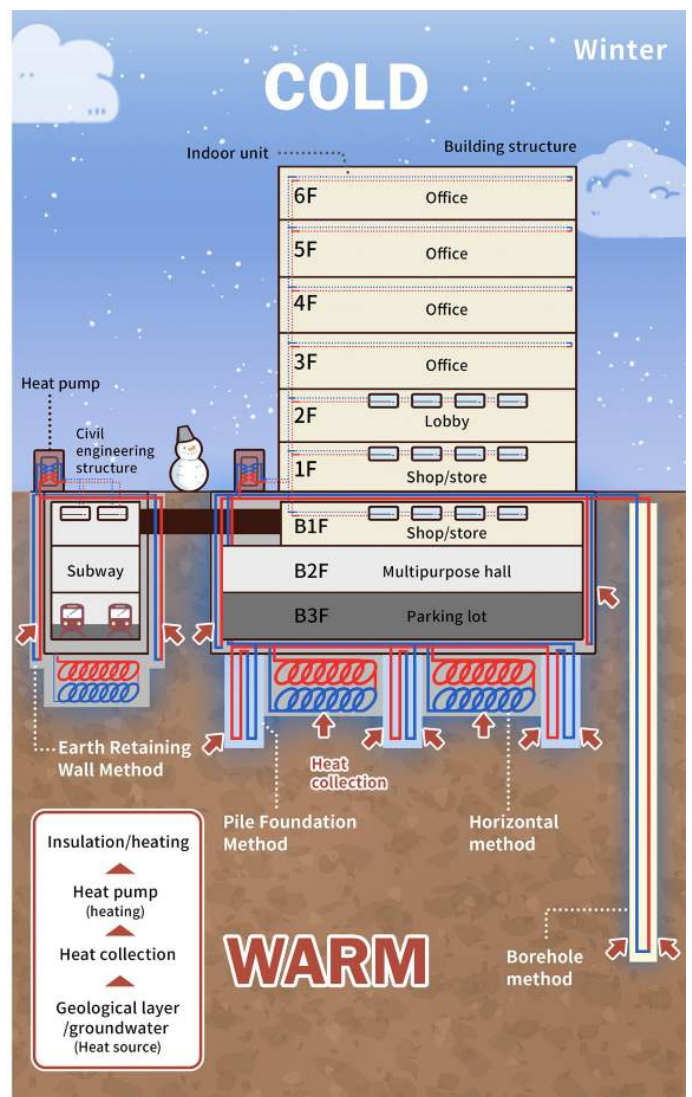 Winter
COLD
Indoor unit
Building structure
6F
Office
5F
Office
4F
Office
3F
Office
Heat pump
2F
Lobby
Civil
engineering
structure
1F
Shop/store
B1F
Shop/store
Subway
B2F
Multipurpose hall
B3F
Parking lot
Earth Retaining
Wall Method
Heat
collection
Pile Foundation
Method
Horizontal
method
Insulation/heating
Heat pump
(heating)
Heat collection
Geological layer
/groundwater
(Heat source)
WARM
Borehole
method